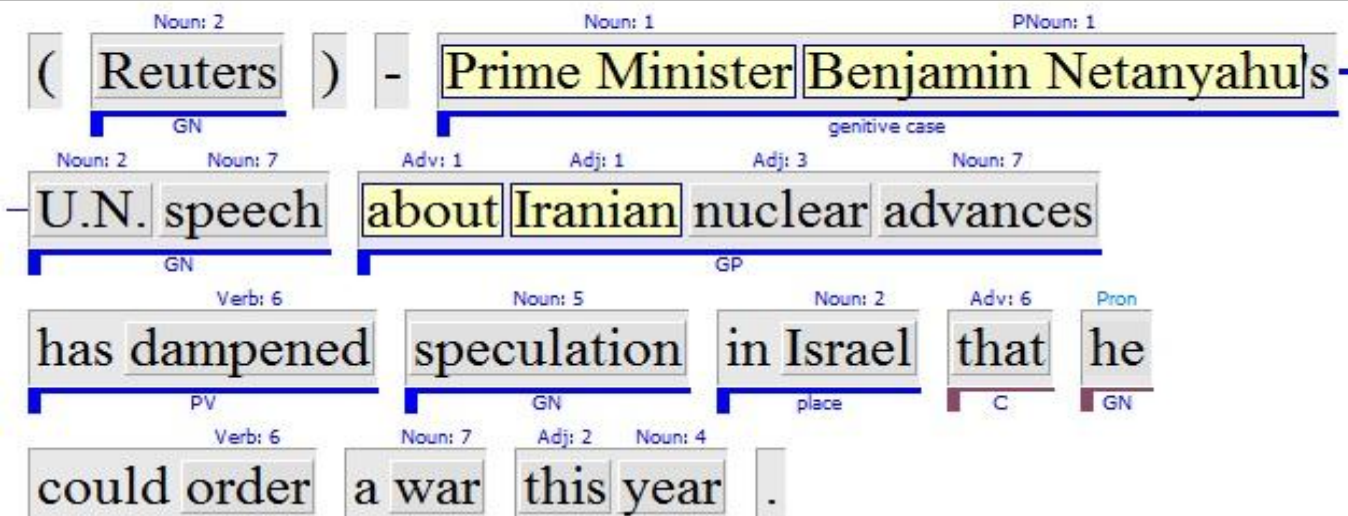 Noun: 2 Noun: 1 PNoun: 1
( Reuters ) - Prime Minister Benjamin Netanyahu's
GN genitive case
Noun: 2 Noun: 7 Adv: 1 Adj: 1 Adj: 3 Noun: 7
U.N. speech about Iranian nuclear advances
GN GP
Verb: 6 Noun: 5 Noun: 2 Adv: 6 Pron
has dampened speculation in Israel that he
PV GN place C GN
Verb: 6 Noun: 7 Adj: 2 Noun: 4
could order a war this year .